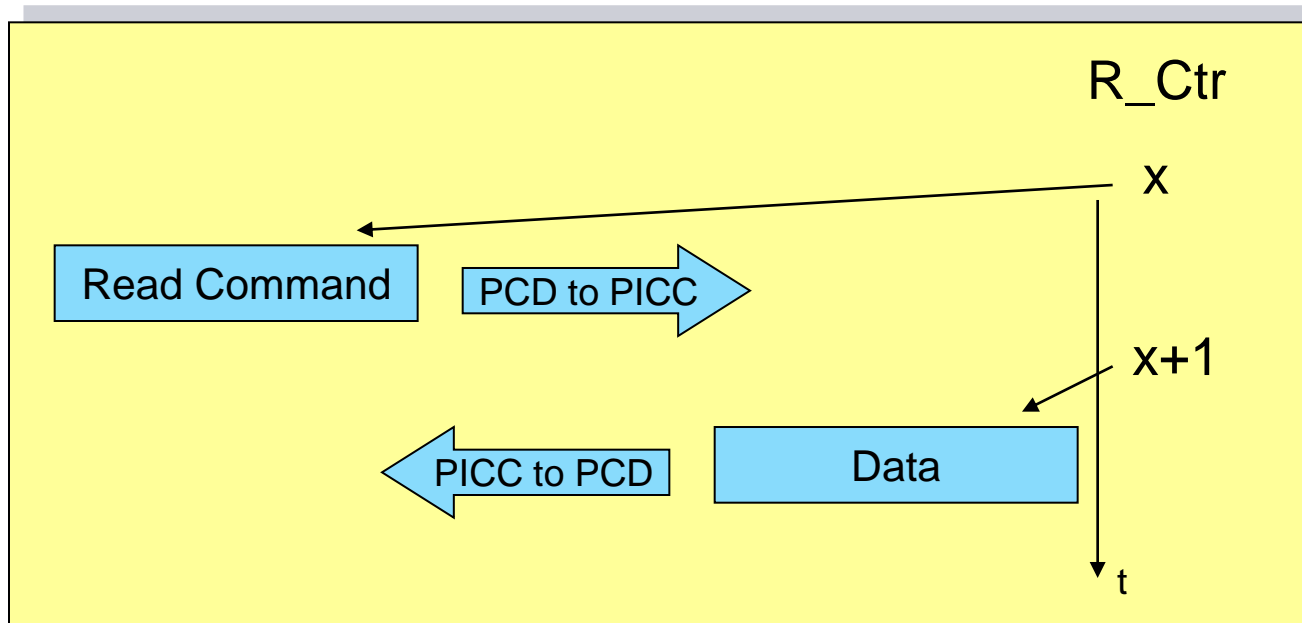 R_Ctr
x
Read Command
PCD to PICC
x+1
PICC to PCD
Data
t